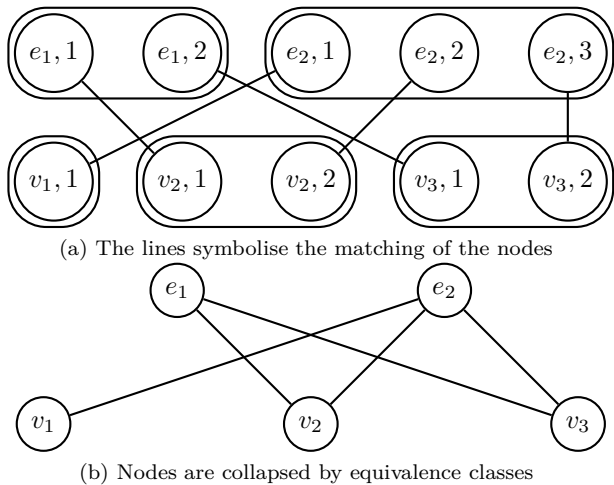 e₁, 1 e₁, 2 e₂, 1 e₂, 2 e₂, 3
v₁, 1 v₂, 1 v₂, 2 v₃, 1 v₃, 2
(a) The lines symbolise the matching of the nodes
e₁ e₂
v₁ v₂ v₃
(b) Nodes are collapsed by equivalence classes